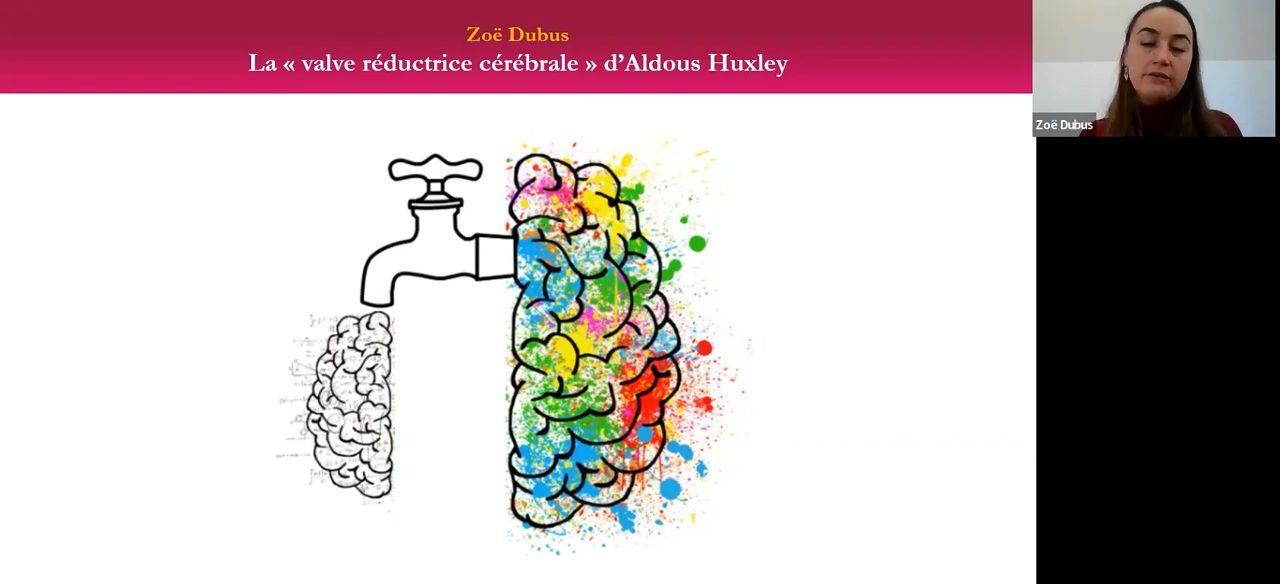 Zoë Dubus
La « valve réductrice cérébrale » d’Aldous Huxley
Zoë Dubus